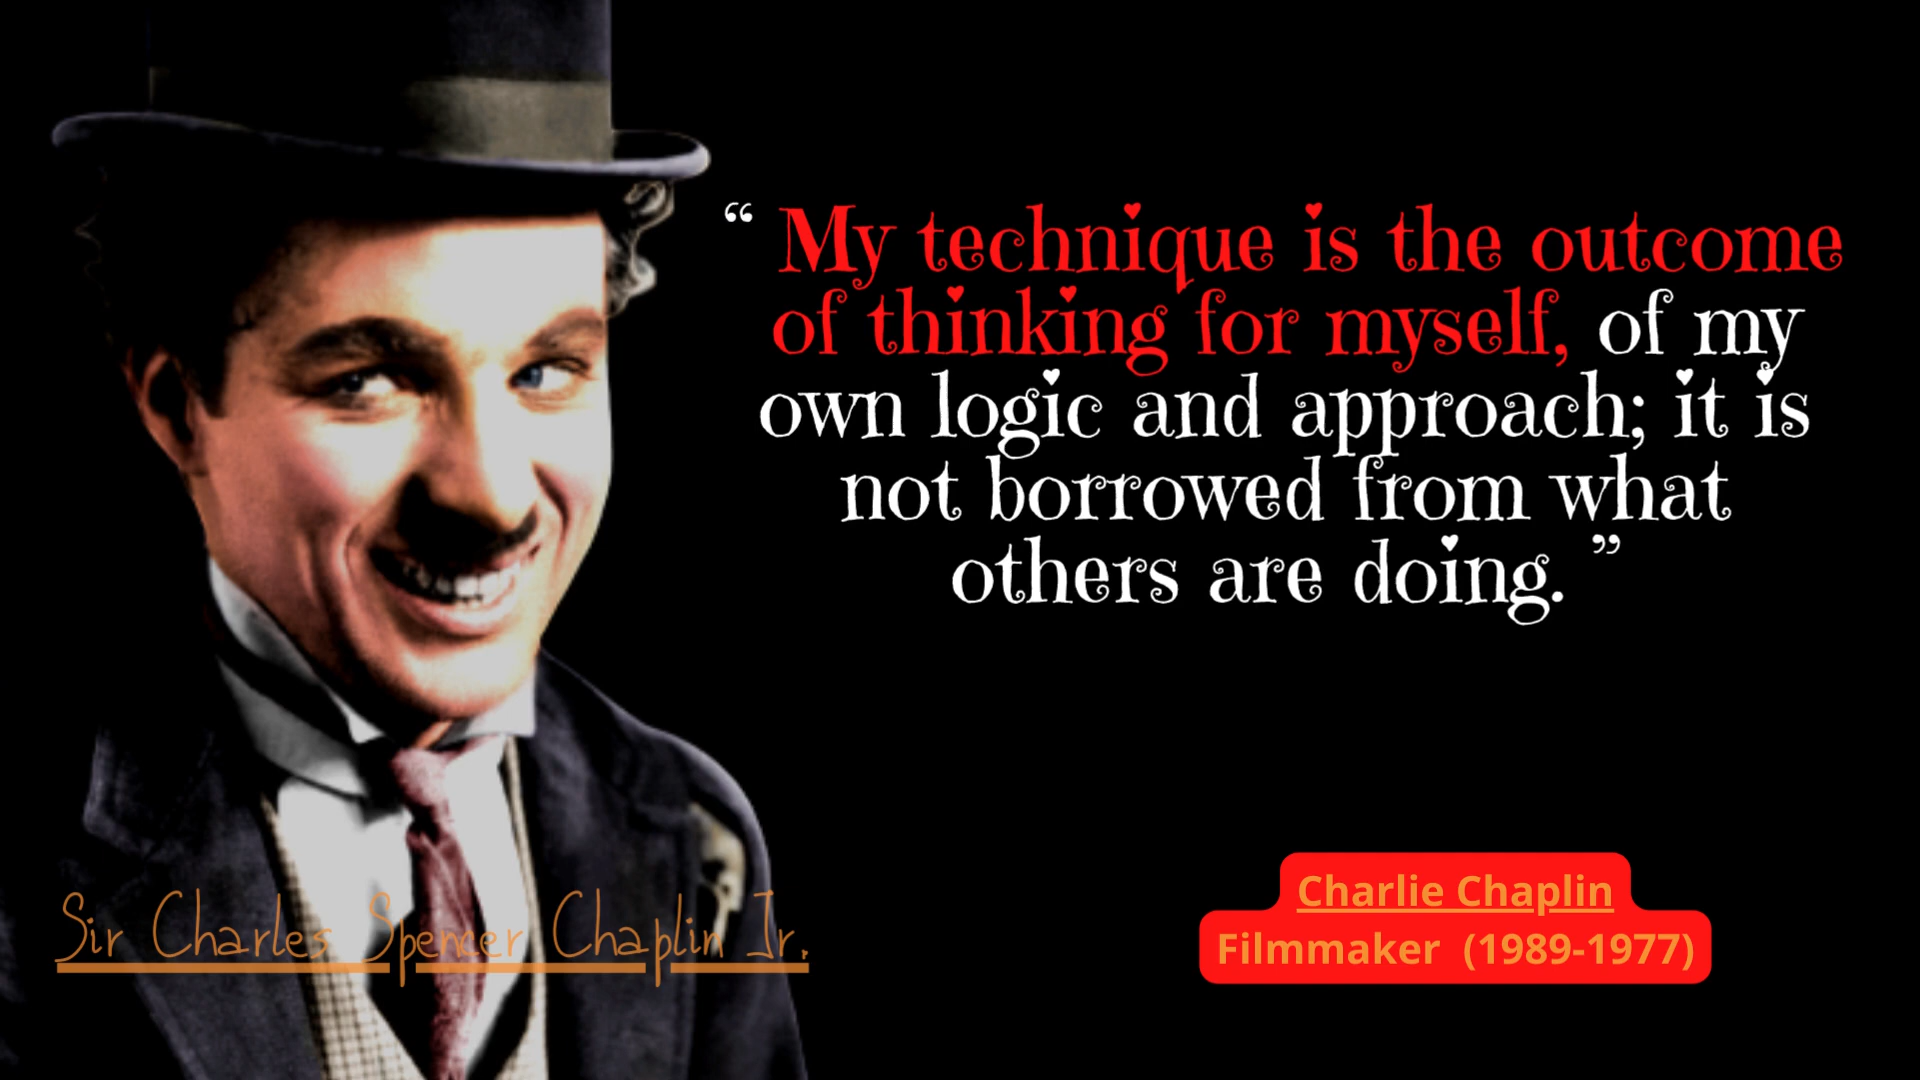 “ My technique is the outcome
of thinking for myself, of my
own logic and approach; it is
not borrowed from what
others are doing. ”
Sir Charles Spencer Chaplin Jr.
Charlie Chaplin
Filmmaker (1989-1977)